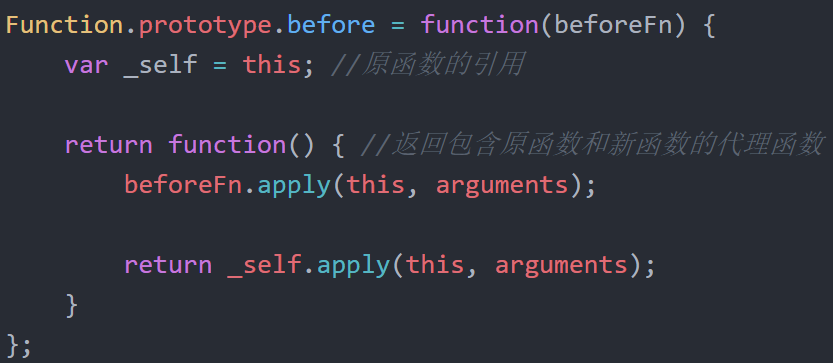 Function.prototype.before = function(beforeFn) {
    var _self = this; //原函数的引用

    return function() { //返回包含原函数和新函数的代理函数
        beforeFn.apply(this, arguments);

        return _self.apply(this, arguments);
    }
};